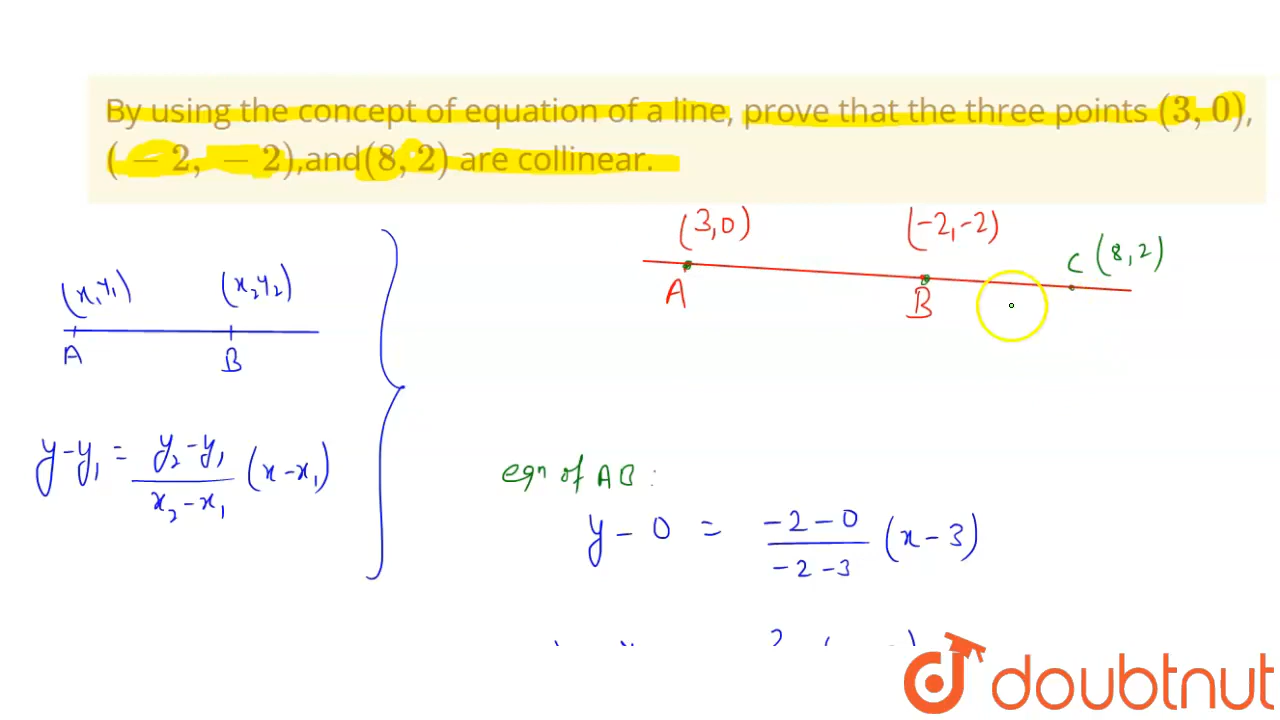 By using the concept of equation of a line, prove that the three points (3, 0),
(−2, −2),and(8, 2) are collinear.
(3,0) (-2,-2) C (8,2)
A B
(x, y1) (x2 y2)
A B
y-y1 = y2-y1 / x2-x1 (x-x1)
eqn of AB :
y - 0 = -2-0 / -2-3 (x-3)
doubtnut